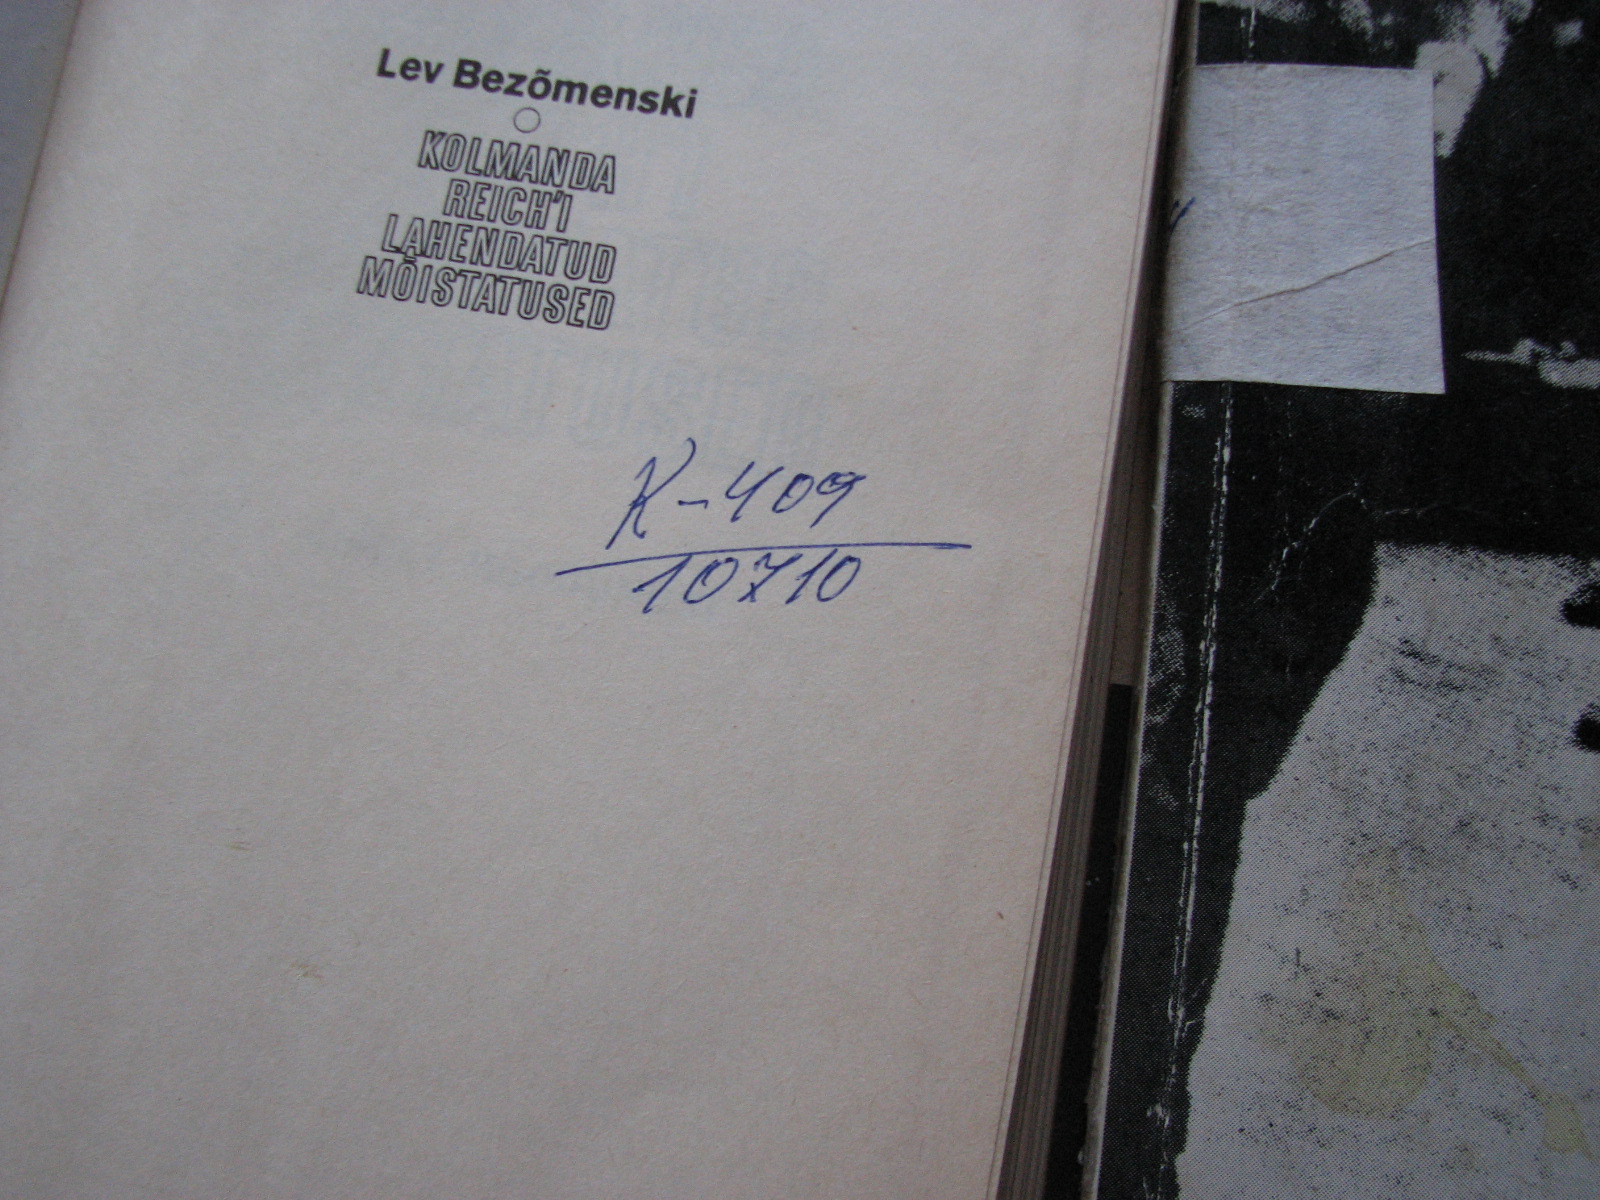 Lev Bezõmenski
KOLMANDA
REICH'I
LAHENDATUD
MÕISTATUSED
K-409
10710